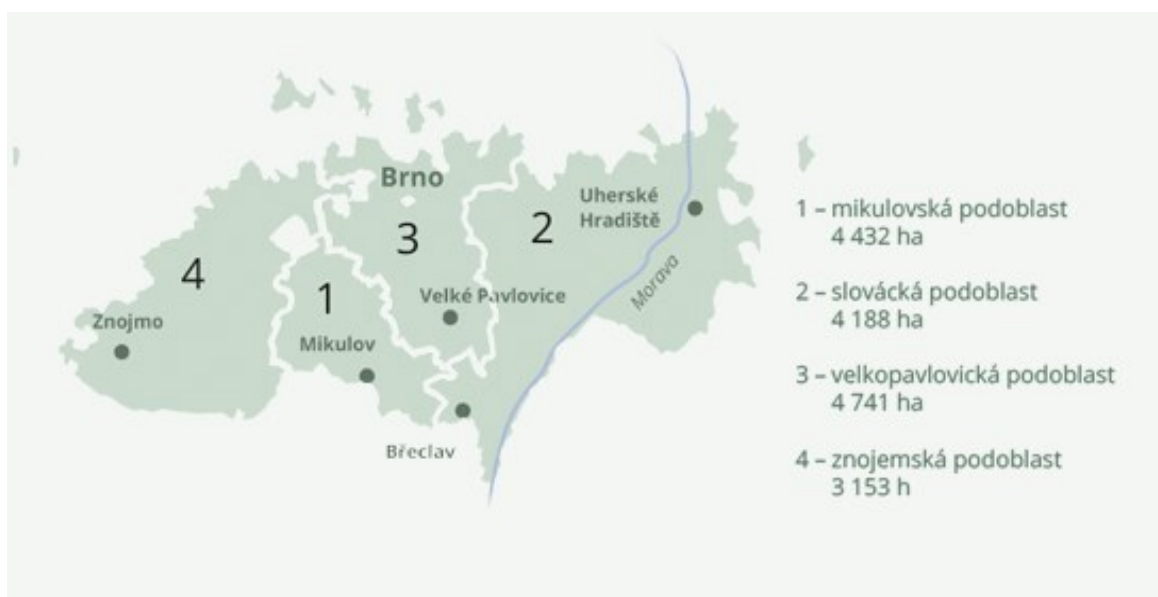 Brno
Uherské
Hradiště
2
3
4
1
Morava
Velké Pavlovice
Znojmo
Mikulov
Břeclav
1 – mikulovská podoblast
4 432 ha
2 – slovácká podoblast
4 188 ha
3 – velkopavlovická podoblast
4 741 ha
4 – znojemská podoblast
3 153 h